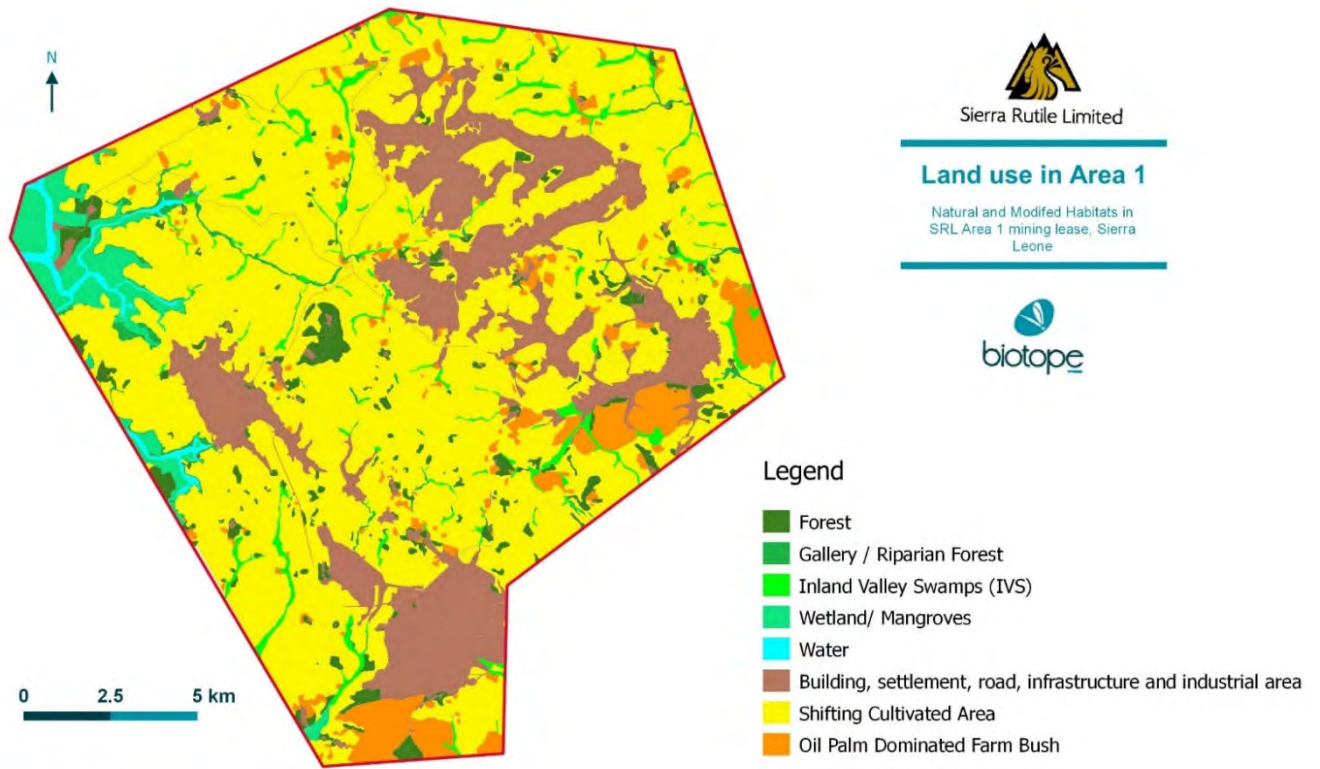 N
Sierra Rutile Limited
Land use in Area 1
Natural and Modifed Habitats in
SRL Area 1 mining lease, Sierra
Leone
biotope
Legend
Forest
Gallery / Riparian Forest
Inland Valley Swamps (IVS)
Wetland/ Mangroves
Water
Building, settlement, road, infrastructure and industrial area
Shifting Cultivated Area
Oil Palm Dominated Farm Bush
0 2.5 5 km